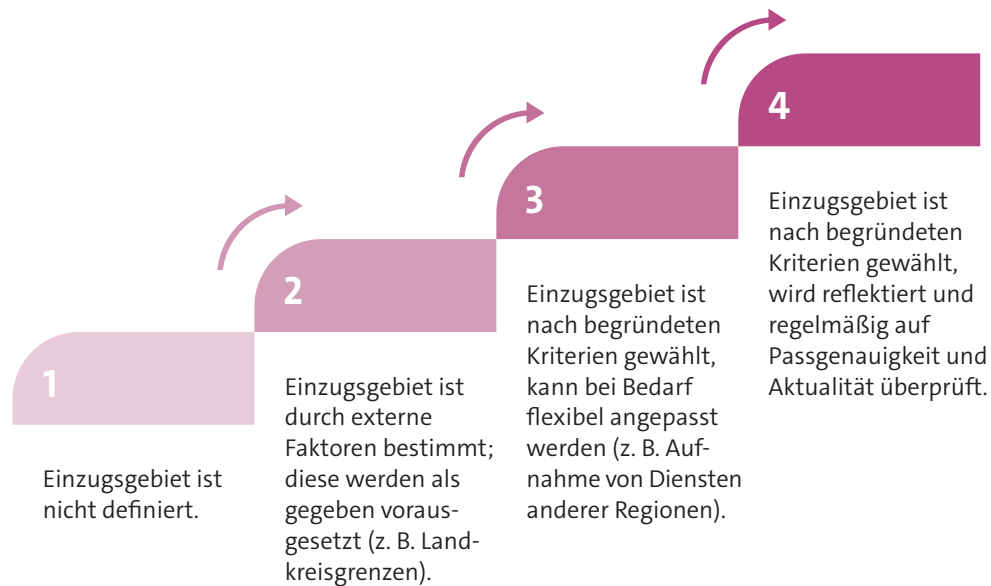 1
Einzugsgebiet ist
nicht definiert.
2
Einzugsgebiet ist
durch externe
Faktoren bestimmt;
diese werden als
gegeben voraus-
gesetzt (z. B. Land-
kreisgrenzen).
3
Einzugsgebiet ist
nach begründeten
Kriterien gewählt,
kann bei Bedarf
flexibel angepasst
werden (z. B. Auf-
nahme von Diensten
anderer Regionen).
4
Einzugsgebiet ist
nach begründeten
Kriterien gewählt,
wird reflektiert und
regelmäßig auf
Passgenauigkeit und
Aktualität überprüft.